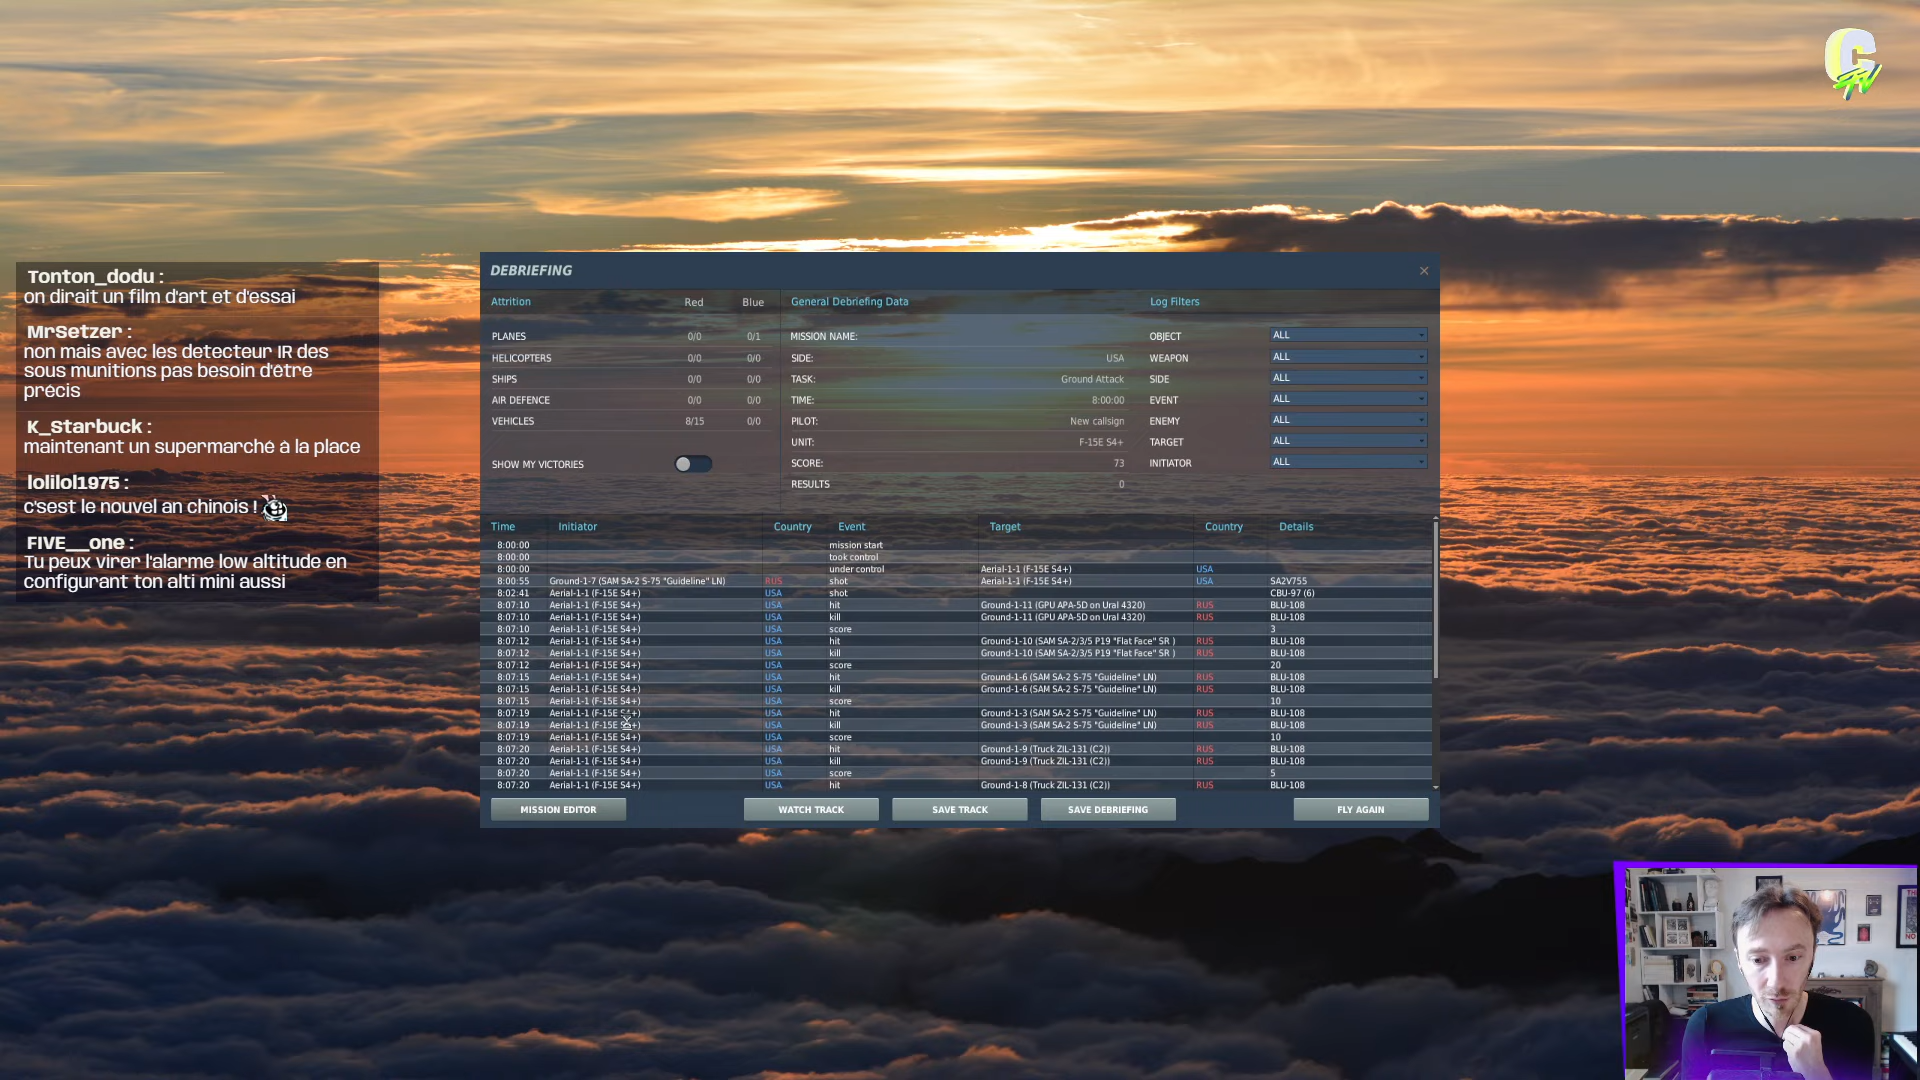 C
TV
Tonton_dodu :
on dirait un film d'art et d'essai
MrSetzer :
non mais avec les detecteur IR des
sous munitions pas besoin d'être
précis
K_Starbuck :
maintenant un supermarché à la place
lolilol1975 :
c'sest le nouvel an chinois !
FIVE__one :
Tu peux virer l'alarme low altitude en
configurant ton alti mini aussi
DEBRIEFING
Attrition Red Blue
PLANES 0/0 0/1
HELICOPTERS 0/0 0/0
SHIPS 0/0 0/0
AIR DEFENCE 0/0 0/0
VEHICLES 8/15 0/0
SHOW MY VICTORIES
General Debriefing Data
MISSION NAME:
SIDE: USA
TASK: Ground Attack
TIME: 8:00:00
PILOT: New callsign
UNIT: F-15E S4+
SCORE: 73
RESULTS 0
Log Filters
OBJECT ALL
WEAPON ALL
SIDE ALL
EVENT ALL
ENEMY ALL
TARGET ALL
INITIATOR ALL
Time Initiator Country Event Target Country Details
8:00:00 mission start
8:00:00 took control
8:00:00 under control Aerial-1-1 (F-15E S4+) USA
8:00:55 Ground-1-7 (SAM SA-2 S-75 "Guideline" LN) RUS shot Aerial-1-1 (F-15E S4+) USA SA2V755
8:02:41 Aerial-1-1 (F-15E S4+) USA shot CBU-97 (6)
8:07:10 Aerial-1-1 (F-15E S4+) USA hit Ground-1-11 (GPU APA-5D on Ural 4320) RUS BLU-108
8:07:10 Aerial-1-1 (F-15E S4+) USA kill Ground-1-11 (GPU APA-5D on Ural 4320) RUS BLU-108
8:07:10 Aerial-1-1 (F-15E S4+) USA score 3
8:07:12 Aerial-1-1 (F-15E S4+) USA hit Ground-1-10 (SAM SA-2/3/5 P19 "Flat Face" SR ) RUS BLU-108
8:07:12 Aerial-1-1 (F-15E S4+) USA kill Ground-1-10 (SAM SA-2/3/5 P19 "Flat Face" SR ) RUS BLU-108
8:07:12 Aerial-1-1 (F-15E S4+) USA score 20
8:07:15 Aerial-1-1 (F-15E S4+) USA hit Ground-1-6 (SAM SA-2 S-75 "Guideline" LN) RUS BLU-108
8:07:15 Aerial-1-1 (F-15E S4+) USA kill Ground-1-6 (SAM SA-2 S-75 "Guideline" LN) RUS BLU-108
8:07:15 Aerial-1-1 (F-15E S4+) USA score 10
8:07:19 Aerial-1-1 (F-15E S4+) USA hit Ground-1-3 (SAM SA-2 S-75 "Guideline" LN) RUS BLU-108
8:07:19 Aerial-1-1 (F-15E S4+) USA kill Ground-1-3 (SAM SA-2 S-75 "Guideline" LN) RUS BLU-108
8:07:19 Aerial-1-1 (F-15E S4+) USA score 10
8:07:20 Aerial-1-1 (F-15E S4+) USA hit Ground-1-9 (Truck ZIL-131 (C2)) RUS BLU-108
8:07:20 Aerial-1-1 (F-15E S4+) USA kill Ground-1-9 (Truck ZIL-131 (C2)) RUS BLU-108
8:07:20 Aerial-1-1 (F-15E S4+) USA score 5
8:07:20 Aerial-1-1 (F-15E S4+) USA hit Ground-1-8 (Truck ZIL-131 (C2)) RUS BLU-108
MISSION EDITOR WATCH TRACK SAVE TRACK SAVE DEBRIEFING FLY AGAIN